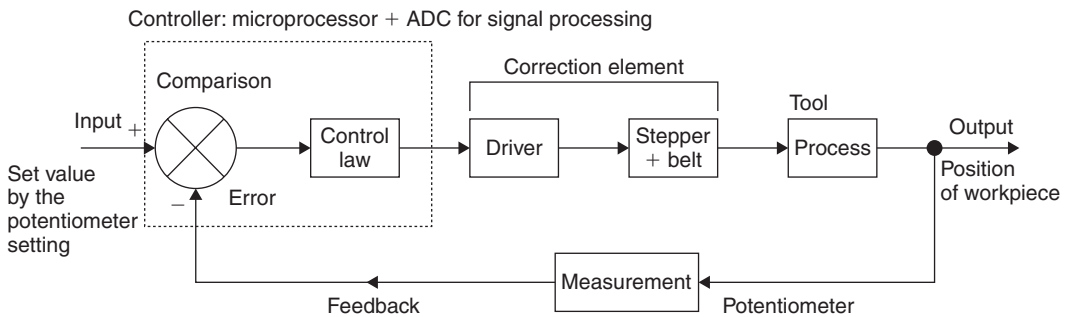 Controller: microprocessor + ADC for signal processing
Comparison
Correction element
Input
+
Control
law
Driver
Stepper
+ belt
Tool
Process
Output
Position
of workpiece
Set value
by the
potentiometer
setting
−
Error
Measurement
Feedback
Potentiometer